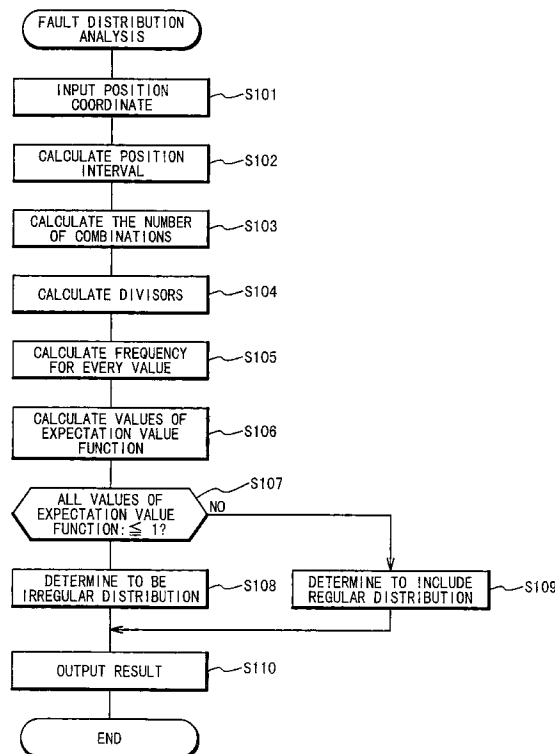 FAULT DISTRIBUTION
ANALYSIS
INPUT POSITION
COORDINATE
S101
CALCULATE POSITION
INTERVAL
S102
CALCULATE THE NUMBER
OF COMBINATIONS
S103
CALCULATE DIVISORS
S104
CALCULATE FREQUENCY
FOR EVERY VALUE
S105
CALCULATE VALUES OF
EXPECTATION VALUE
FUNCTION
S106
ALL VALUES OF
EXPECTATION VALUE
FUNCTION:≦ 1?
S107
NO
DETERMINE TO BE
IRREGULAR DISTRIBUTION
S108
DETERMINE TO INCLUDE
REGULAR DISTRIBUTION
S109
OUTPUT RESULT
S110
END